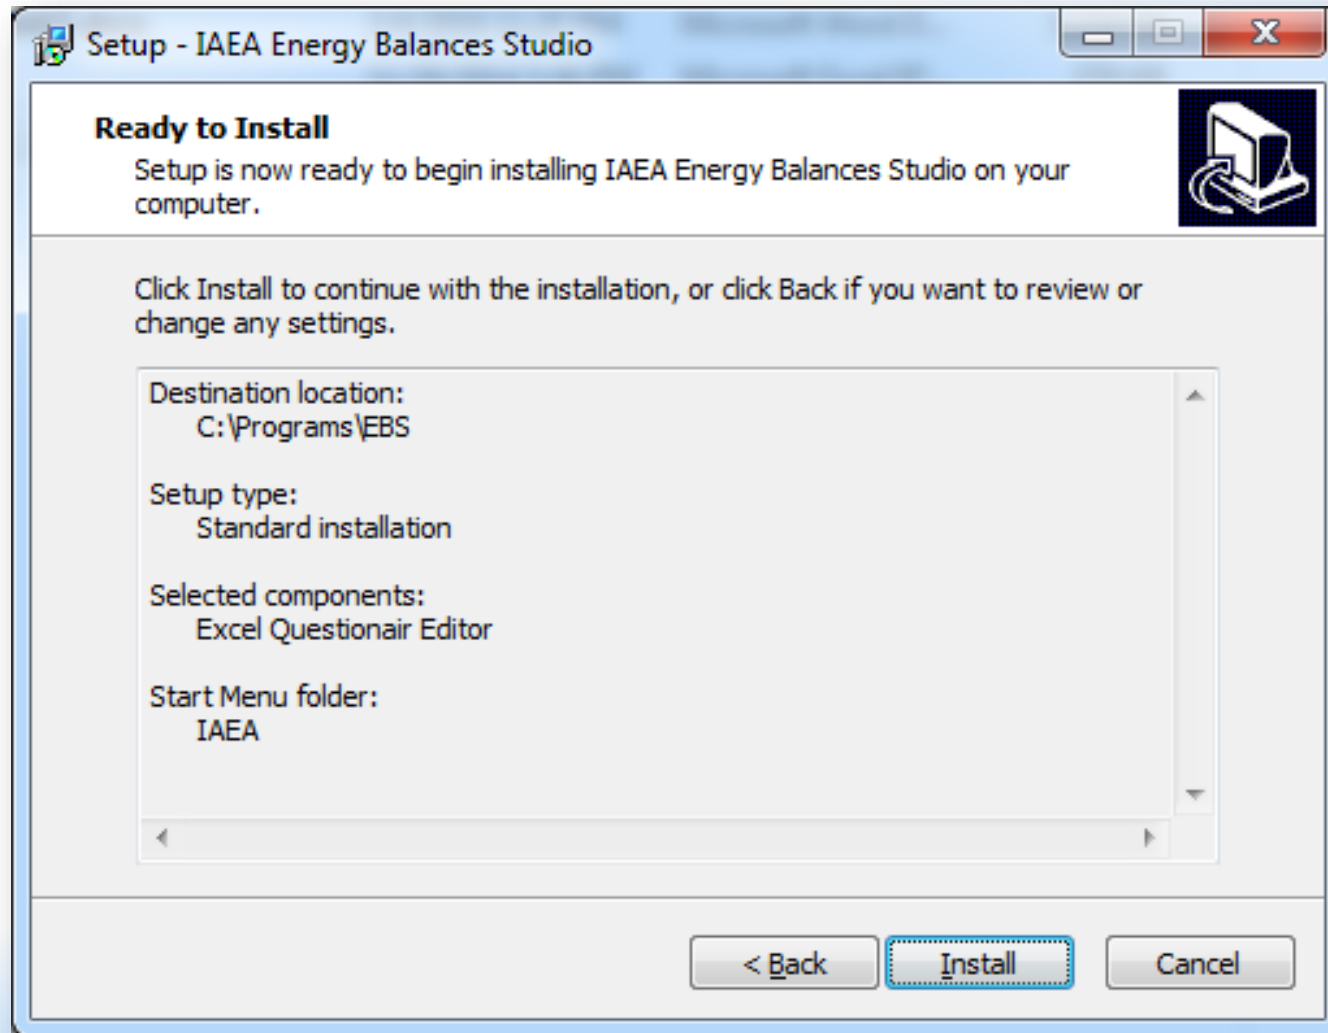 Setup - IAEA Energy Balances Studio
Ready to Install
Setup is now ready to begin installing IAEA Energy Balances Studio on your
computer.
Click Install to continue with the installation, or click Back if you want to review or
change any settings.
Destination location:
C:\Programs\EBS
Setup type:
Standard installation
Selected components:
Excel Questionair Editor
Start Menu folder:
IAEA
< Back
Install
Cancel